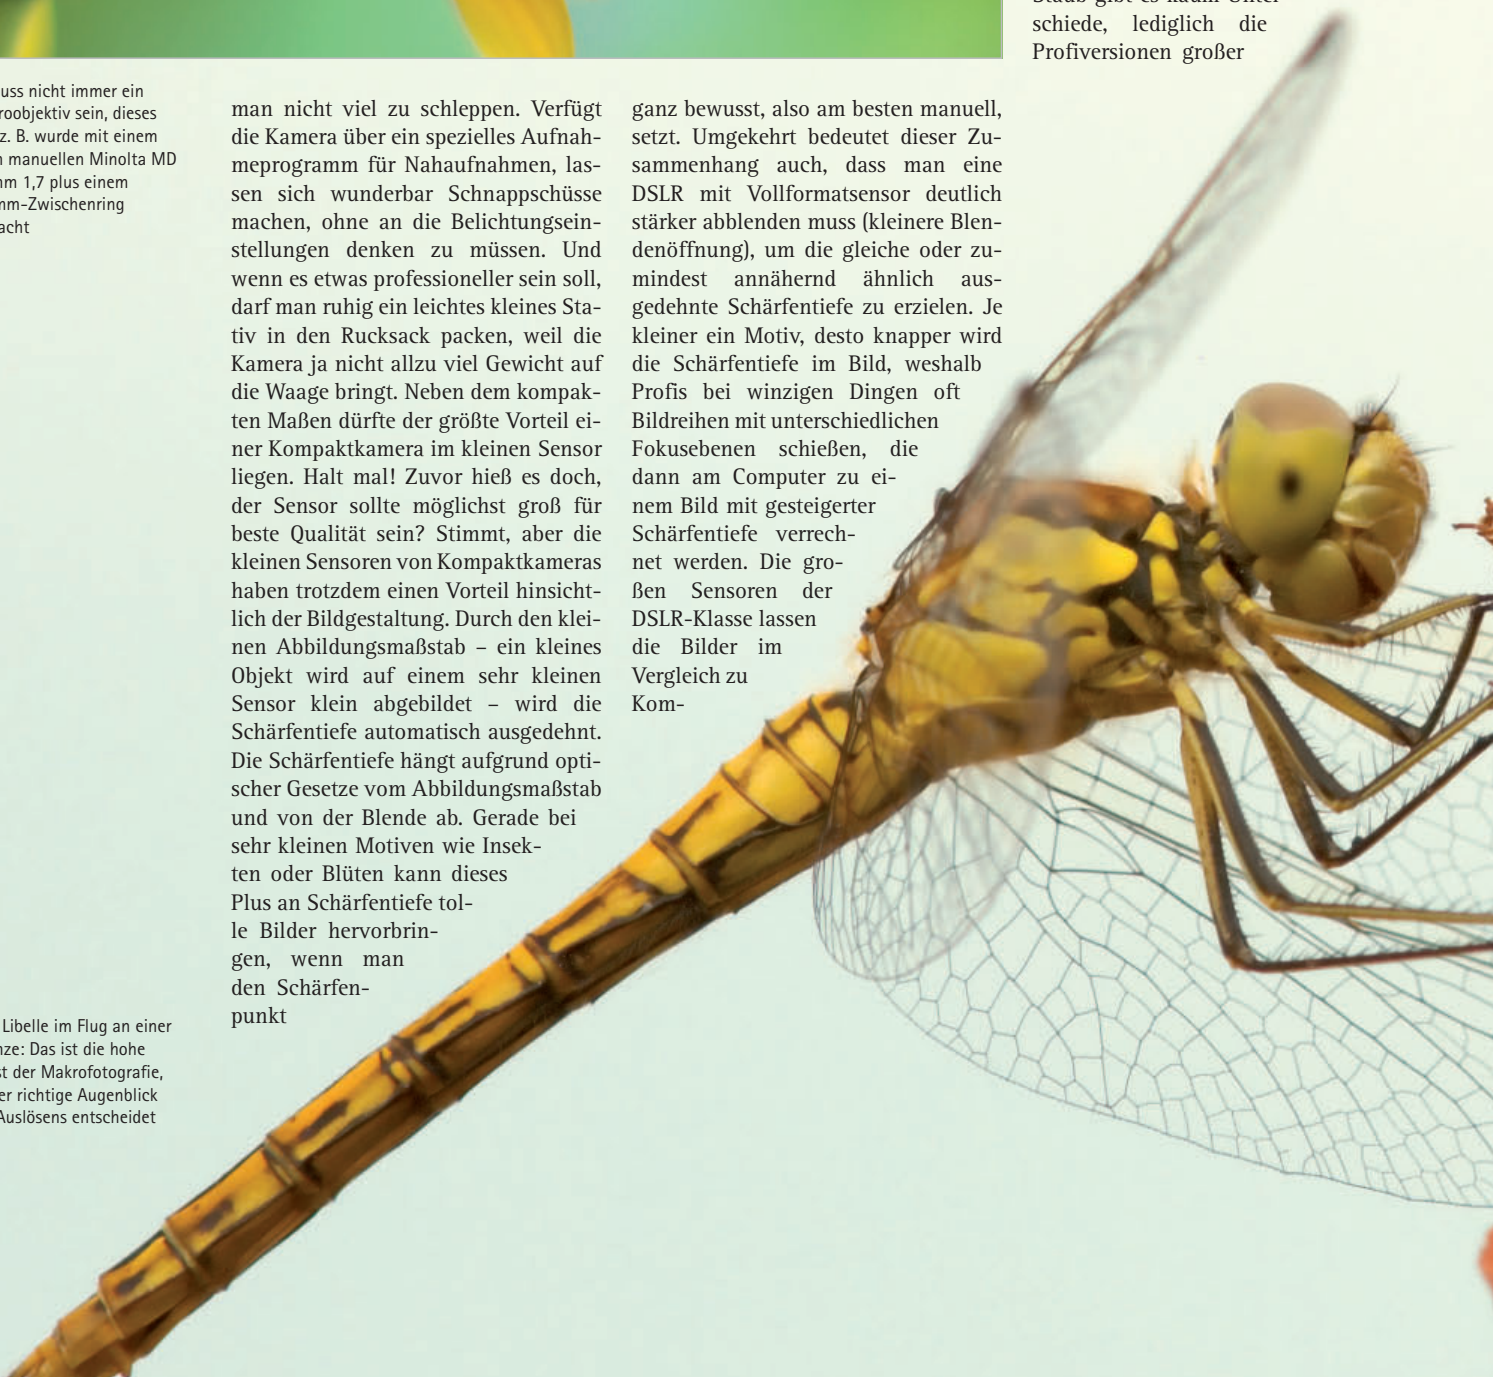 uss nicht immer ein
roobjektiv sein, dieses
z. B. wurde mit einem
manuellen Minolta MD
mm 1,7 plus einem
mm-Zwischenring
acht
man nicht viel zu schleppen. Verfügt
die Kamera über ein spezielles Aufnah-
meprogramm für Nahaufnahmen, las-
sen sich wunderbar Schnappschüsse
machen, ohne an die Belichtungsein-
stellungen denken zu müssen. Und
wenn es etwas professioneller sein soll,
darf man ruhig ein leichtes kleines Sta-
tiv in den Rucksack packen, weil die
Kamera ja nicht allzu viel Gewicht auf
die Waage bringt. Neben dem kompak-
ten Maßen dürfte der größte Vorteil ei-
ner Kompaktkamera im kleinen Sensor
liegen. Halt mal! Zuvor hieß es doch,
der Sensor sollte möglichst groß für
beste Qualität sein? Stimmt, aber die
kleinen Sensoren von Kompaktkameras
haben trotzdem einen Vorteil hinsicht-
lich der Bildgestaltung. Durch den klei-
nen Abbildungsmaßstab – ein kleines
Objekt wird auf einem sehr kleinen
Sensor klein abgebildet – wird die
Schärfentiefe automatisch ausgedehnt.
Die Schärfentiefe hängt aufgrund opti-
scher Gesetze vom Abbildungsmaßstab
und von der Blende ab. Gerade bei
sehr kleinen Motiven wie Insek-
ten oder Blüten kann dieses
Plus an Schärfentiefe tol-
le Bilder hervorbrin-
gen, wenn man
den Schärfen-
punkt
ganz bewusst, also am besten manuell,
setzt. Umgekehrt bedeutet dieser Zu-
sammenhang auch, dass man eine
DSLR mit Vollformatsensor deutlich
stärker abblenden muss (kleinere Blen-
denöffnung), um die gleiche oder zu-
mindest annähernd ähnlich aus-
gedehnte Schärfentiefe zu erzielen. Je
kleiner ein Motiv, desto knapper wird
die Schärfentiefe im Bild, weshalb
Profis bei winzigen Dingen oft
Bildreihen mit unterschiedlichen
Fokusebenen schießen, die
dann am Computer zu ei-
nem Bild mit gesteigerter
Schärfentiefe verrech-
net werden. Die gro-
ßen Sensoren der
DSLR-Klasse lassen
die Bilder im
Vergleich zu
Kom-
Staub gibt es kaum Unter-
schiede, lediglich die
Profiversionen großer
Libelle im Flug an einer
nze: Das ist die hohe
st der Makrofotografie,
er richtige Augenblick
Auslösens entscheidet